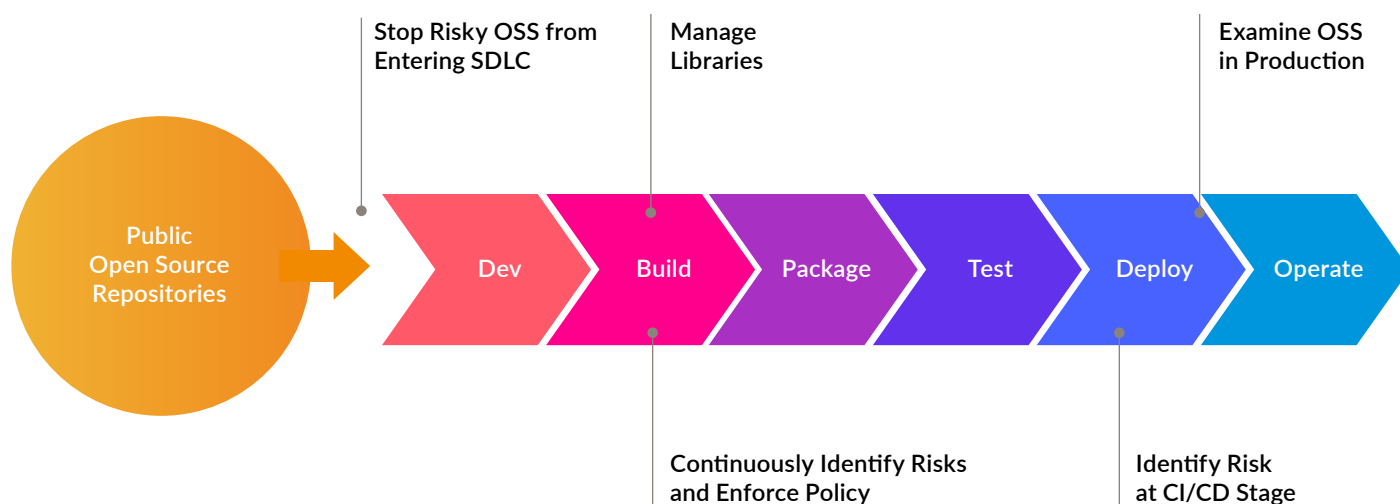 Stop Risky OSS from
Entering SDLC
Manage
Libraries
Examine OSS
in Production
Public
Open Source
Repositories
Dev
Build
Package
Test
Deploy
Operate
Continuously Identify Risks
and Enforce Policy
Identify Risk
at CI/CD Stage